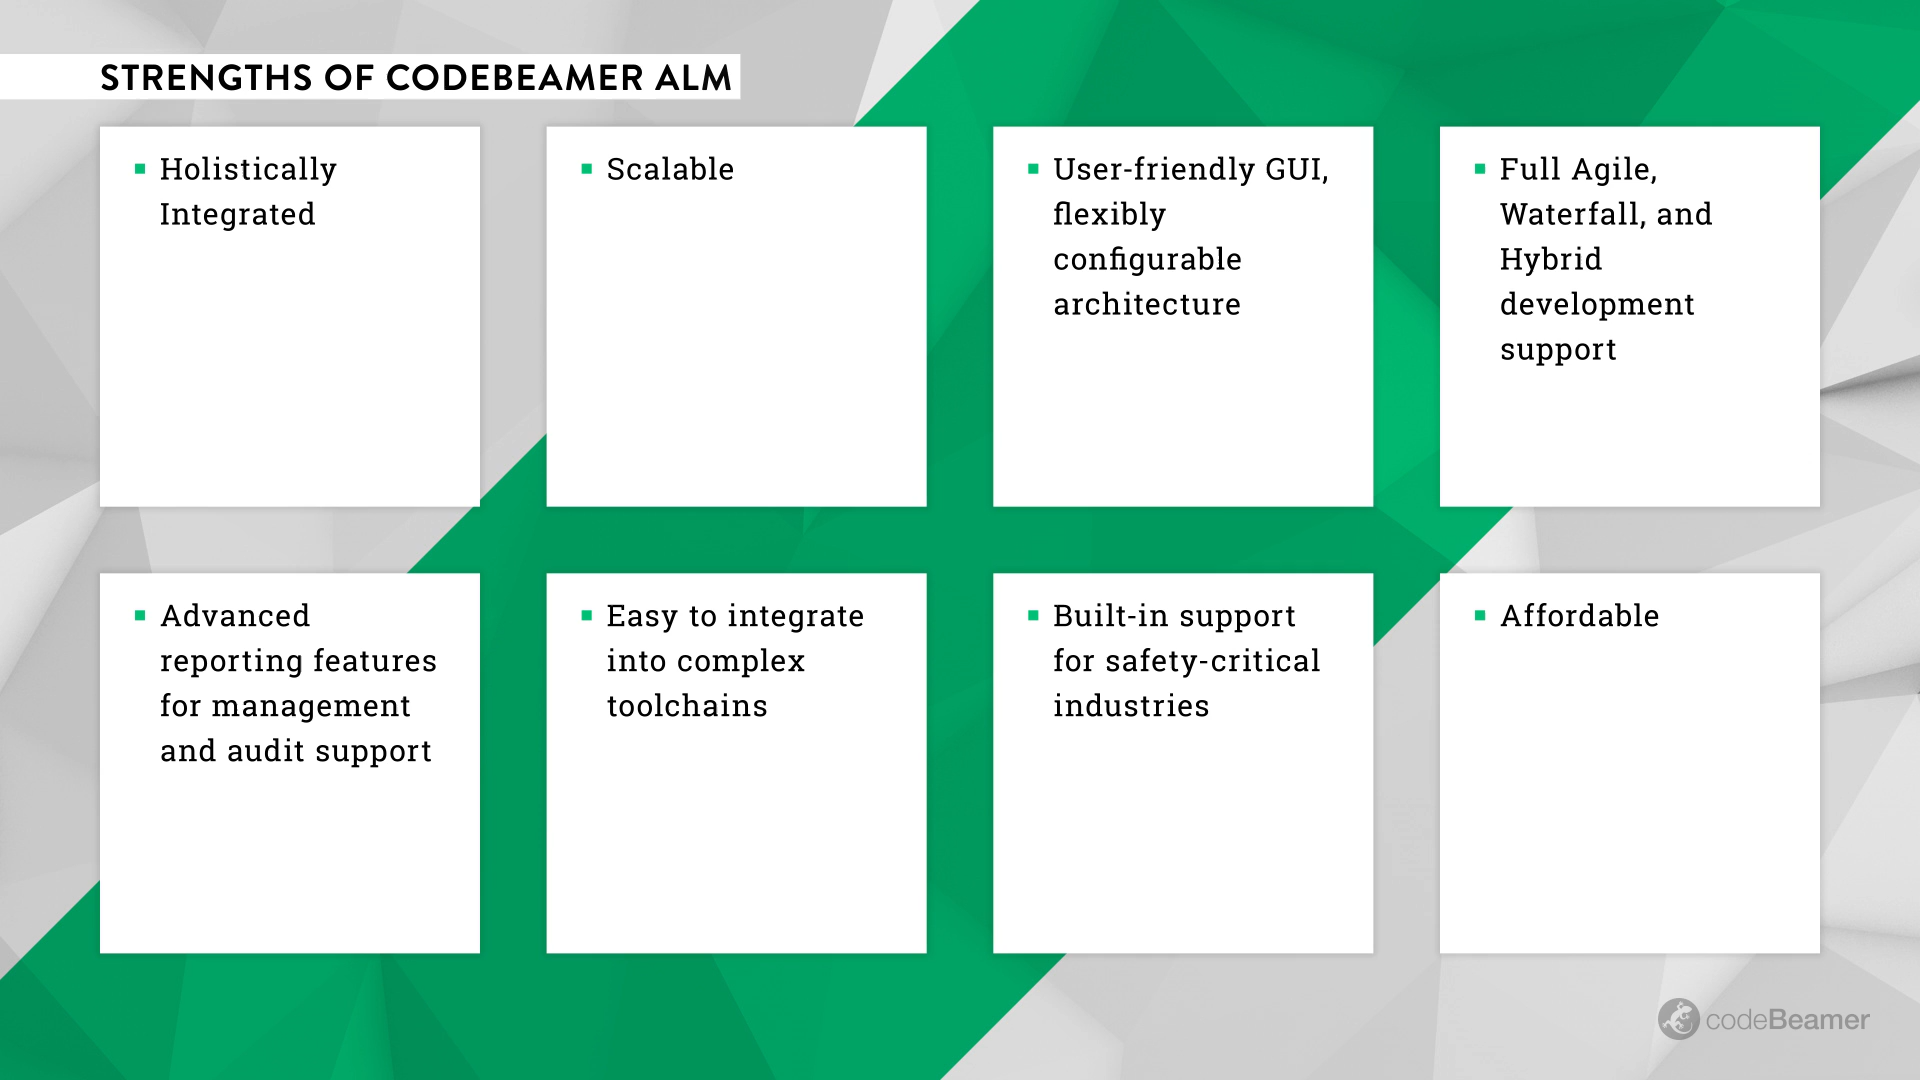 STRENGTHS OF CODEBEAMER ALM
Holistically
Integrated
Scalable
User-friendly GUI,
flexibly
configurable
architecture
Full Agile,
Waterfall, and
Hybrid
development
support
Advanced
reporting features
for management
and audit support
Easy to integrate
into complex
toolchains
Built-in support
for safety-critical
industries
Affordable
codeBeamer